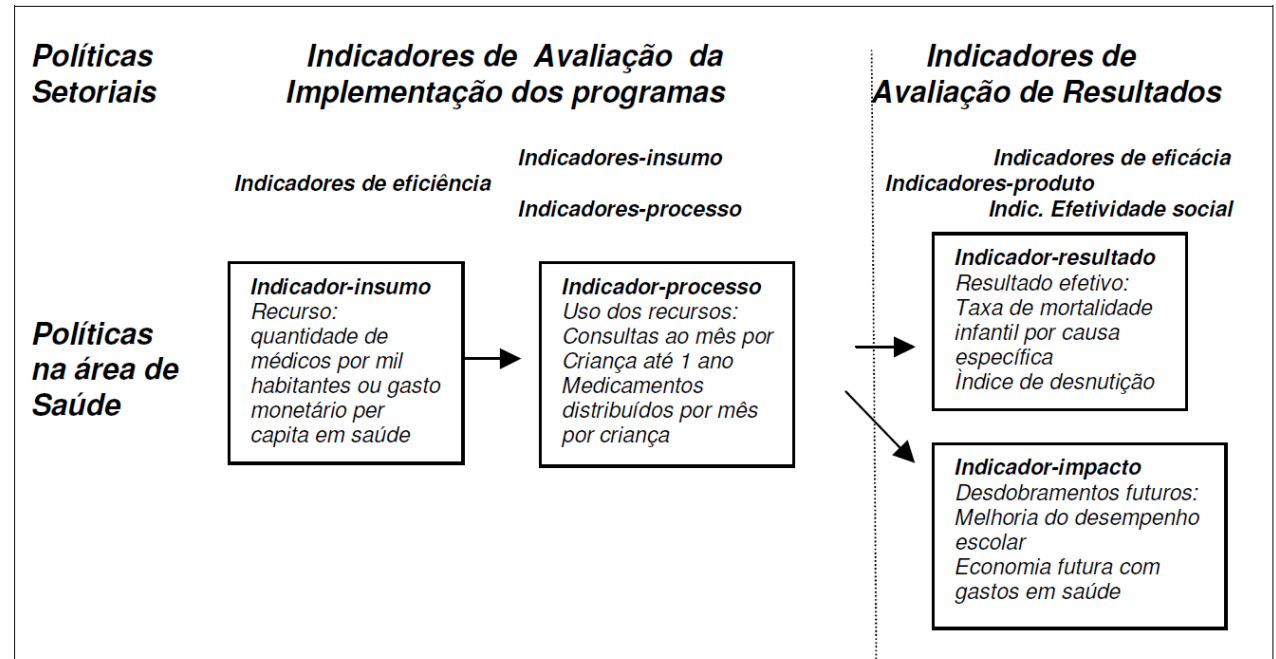 Políticas
Setoriais
Indicadores de Avaliação da
Implementação dos programas
Indicadores de
Avaliação de Resultados
Indicadores de eficiência
Indicadores-insumo
Indicadores-processo
Indicadores de eficácia
Indicadores-produto
Indic. Efetividade social
Políticas
na área de
Saúde
Indicador-insumo
Recurso:
quantidade de
médicos por mil
habitantes ou gasto
monetário per
capita em saúde
Indicador-processo
Uso dos recursos:
Consultas ao mês por
Criança até 1 ano
Medicamentos
distribuídos por mês
por criança
Indicador-resultado
Resultado efetivo:
Taxa de mortalidade
infantil por causa
específica
Ìndice de desnutição
Indicador-impacto
Desdobramentos futuros:
Melhoria do desempenho
escolar
Economia futura com
gastos em saúde